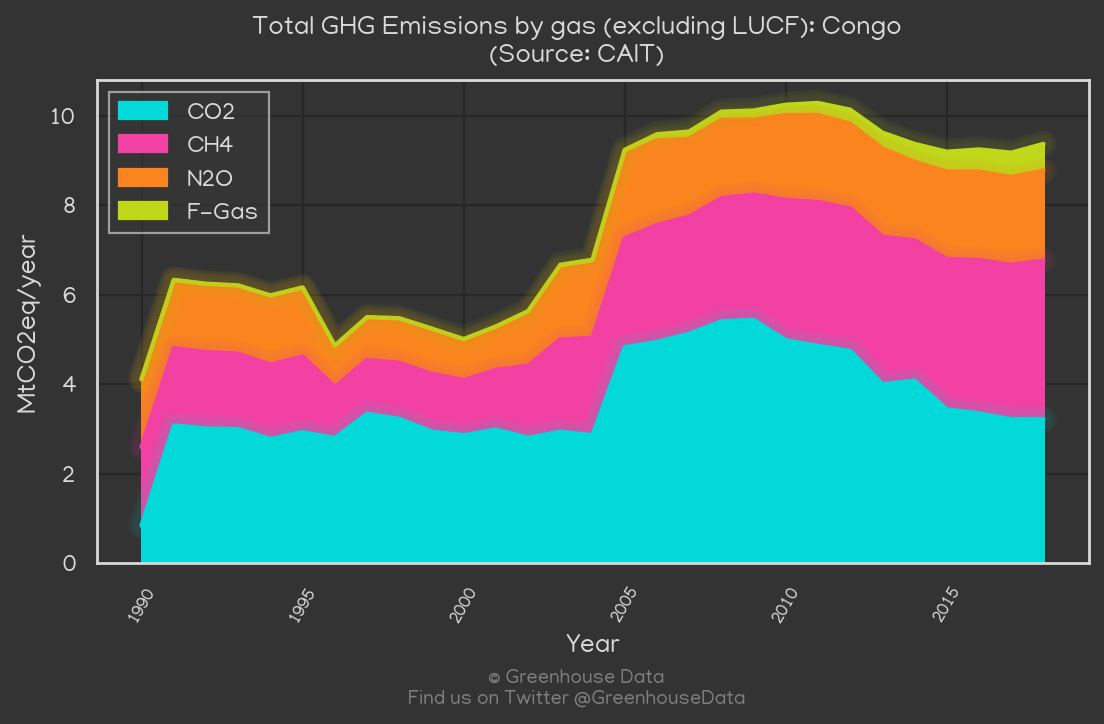 Total GHG Emissions by gas (excluding LUCF): Congo
(Source: CAIT)
CO2
CH4
N2O
F-Gas
MtCO2eq/year
10
8
6
4
2
0
1990
1995
2000
2005
2010
2015
Year
© Greenhouse Data
Find us on Twitter @GreenhouseData